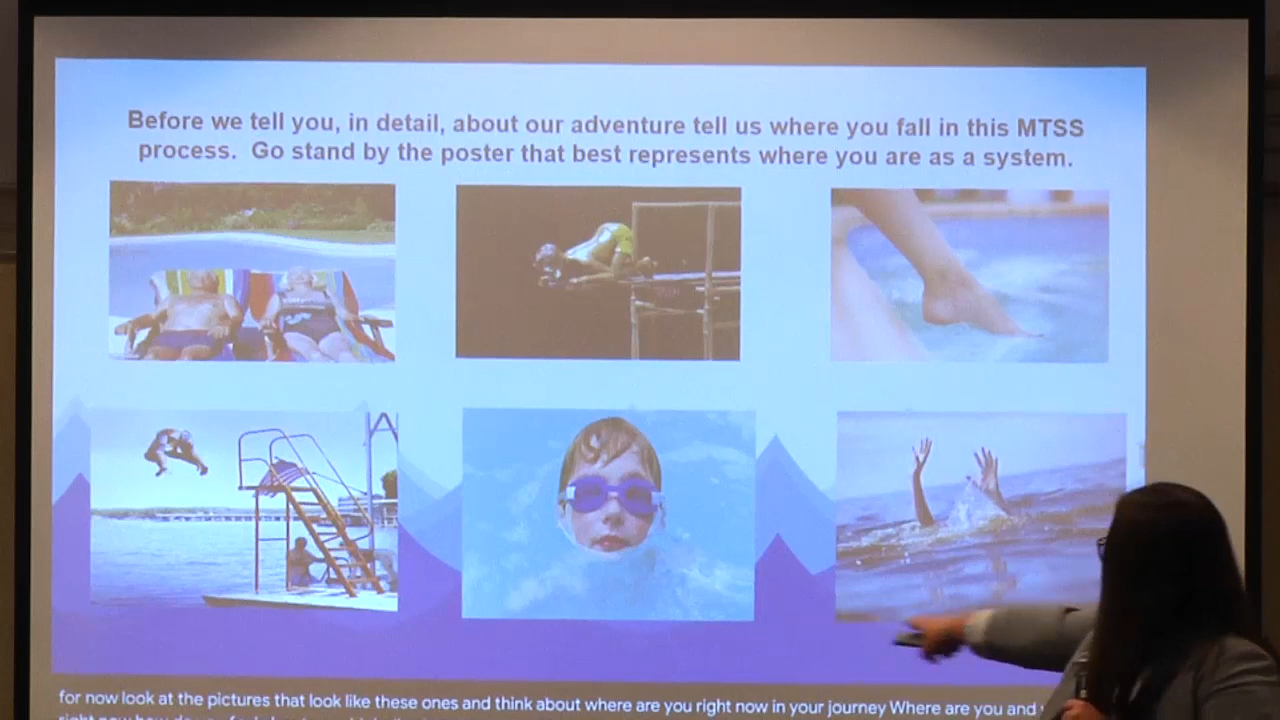 Before we tell you, in detail, about our adventure tell us where you fall in this MTSS
process.  Go stand by the poster that best represents where you are as a system.
for now look at the pictures that look like these ones and think about where are you right now in your journey Where are you and